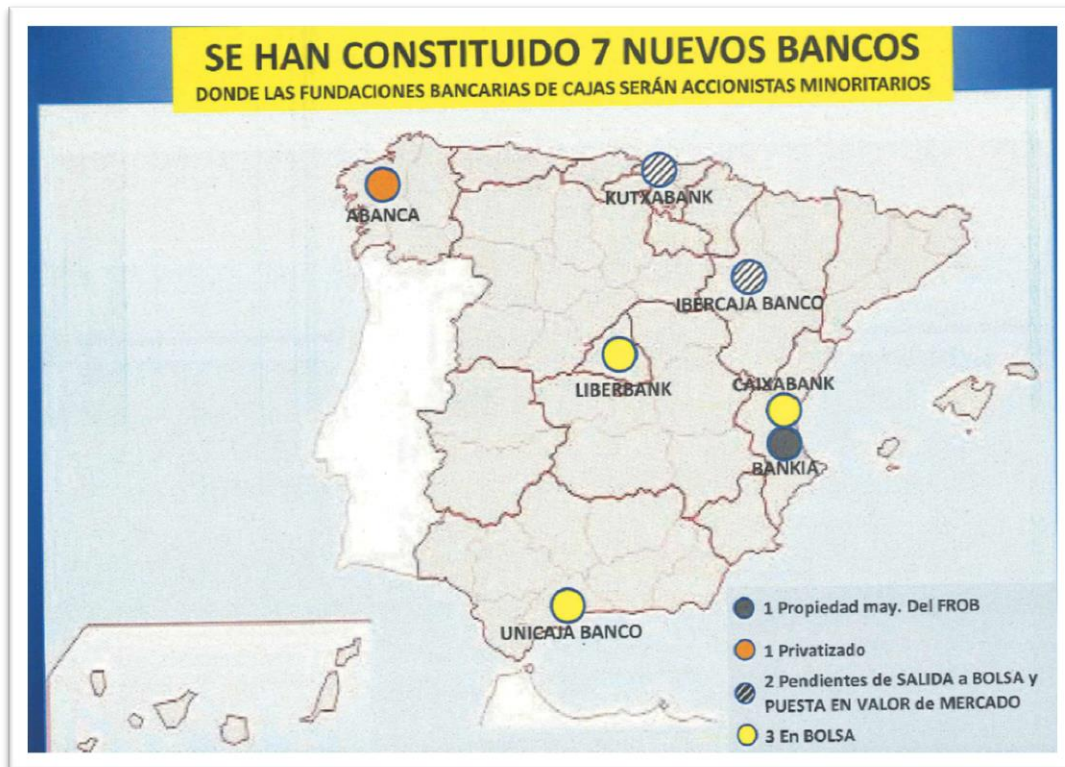 SE HAN CONSTITUIDO 7 NUEVOS BANCOS
DONDE LAS FUNDACIONES BANCARIAS DE CAJAS SERÁN ACCIONISTAS MINORITARIOS
KUTXABANK
ABANCA
IBERCAJA BANCO
LIBERBANK
CAIXABANK
BANKIA
UNICAJA BANCO
1 Propiedad may. Del FROB
1 Privatizado
2 Pendientes de SALIDA a BOLSA y
PUESTA EN VALOR de MERCADO
3 En BOLSA